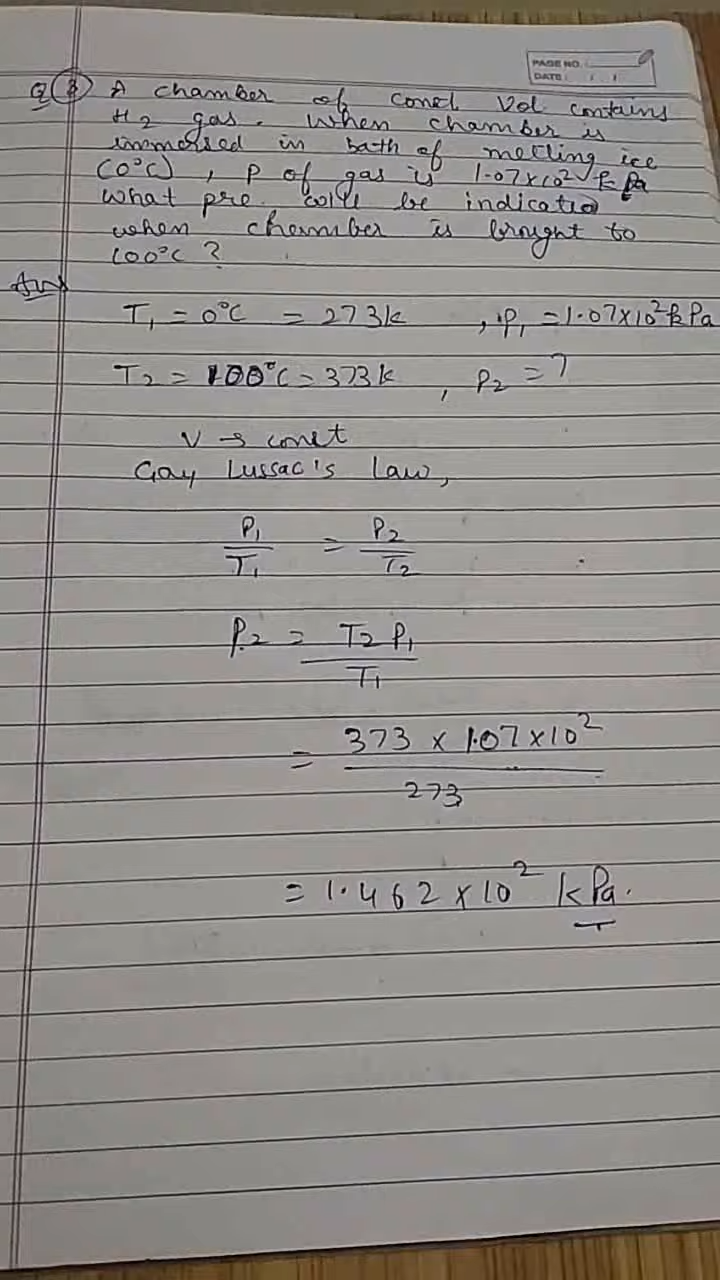 PAGE NO.:
DATE: / /
Q 3 A chamber of const. Vol contains
H2 gas. When chamber is
immersed in bath of melting ice
(0°C), P of gas is 1.07×10² kPa
What pre. will be indicated
when chamber is brought to
100°C ?
Ans
T1 = 0°C = 273k , P1 = 1.07×10² kPa
T2 = 100°C = 373k , P2 = ?
V → const
Gay Lussac's Law,
P1/T1 = P2/T2
P2 = T2 P1/T1
= 373 × 1.07×10²/273
= 1.462 × 10² kPa.